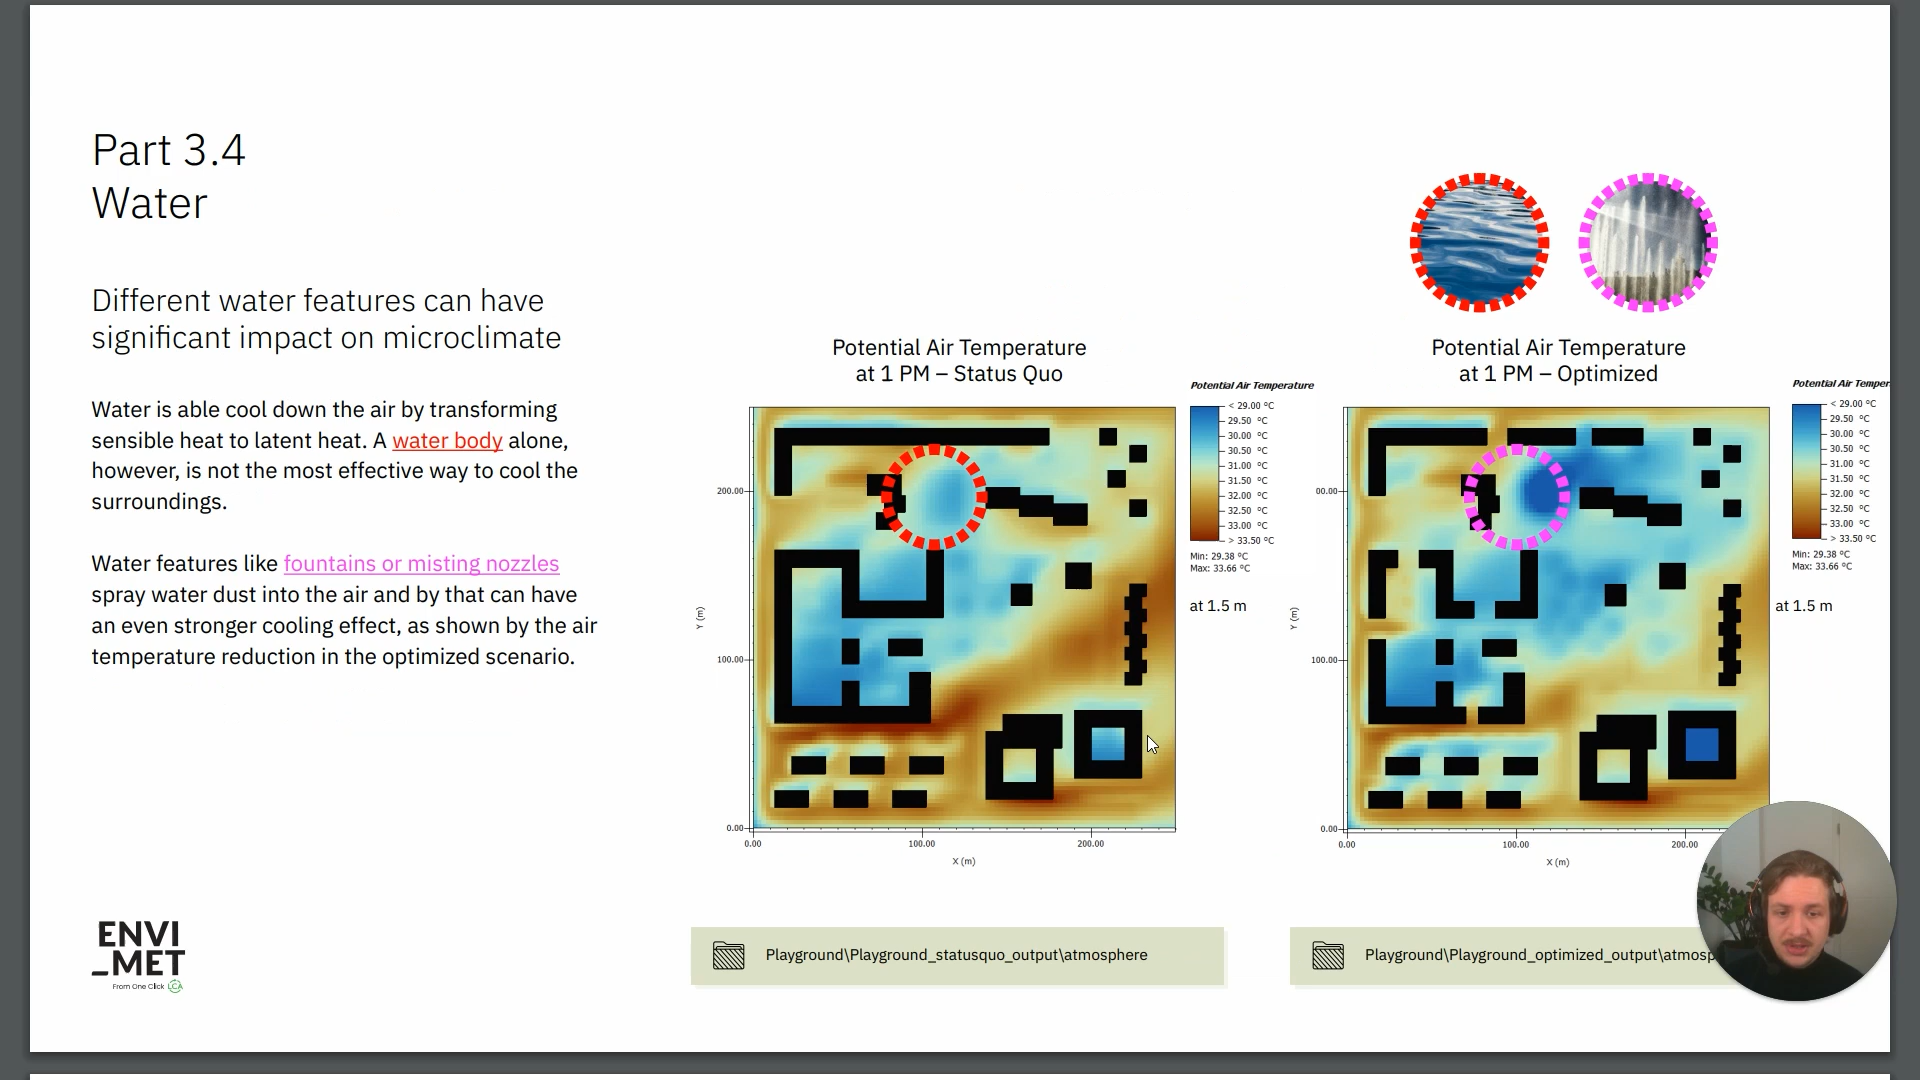 Part 3.4
Water
Different water features can have
significant impact on microclimate
Water is able cool down the air by transforming
sensible heat to latent heat. A water body alone,
however, is not the most effective way to cool the
surroundings.
Water features like fountains or misting nozzles
spray water dust into the air and by that can have
an even stronger cooling effect, as shown by the air
temperature reduction in the optimized scenario.
ENVI
_MET
From One Click LCA
Potential Air Temperature
at 1 PM – Status Quo
Potential Air Temperature
< 29.00 °C
29.50 °C
30.00 °C
30.50 °C
31.00 °C
31.50 °C
32.00 °C
32.50 °C
33.00 °C
> 33.50 °C
Min: 29.38 °C
Max: 33.66 °C
at 1.5 m
Y (m)
200.00
100.00
0.00
0.00
100.00
200.00
X (m)
Playground\Playground_statusquo_output\atmosphere
Potential Air Temperature
at 1 PM – Optimized
Potential Air Temper
< 29.00 °C
29.50 °C
30.00 °C
30.50 °C
31.00 °C
31.50 °C
32.00 °C
32.50 °C
33.00 °C
> 33.50 °C
Min: 29.38 °C
Max: 33.66 °C
at 1.5 m
Y (m)
00.00
100.00
0.00
0.00
100.00
200.00
X (m)
Playground\Playground_optimized_output\atmosp